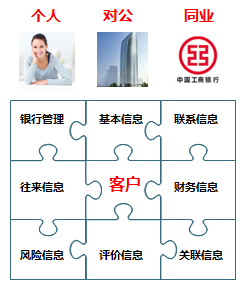 个人 对公 同业
中国工商银行
银行管理 基本信息 联系信息
往来信息 客户 财务信息
风险信息 评价信息 关联信息